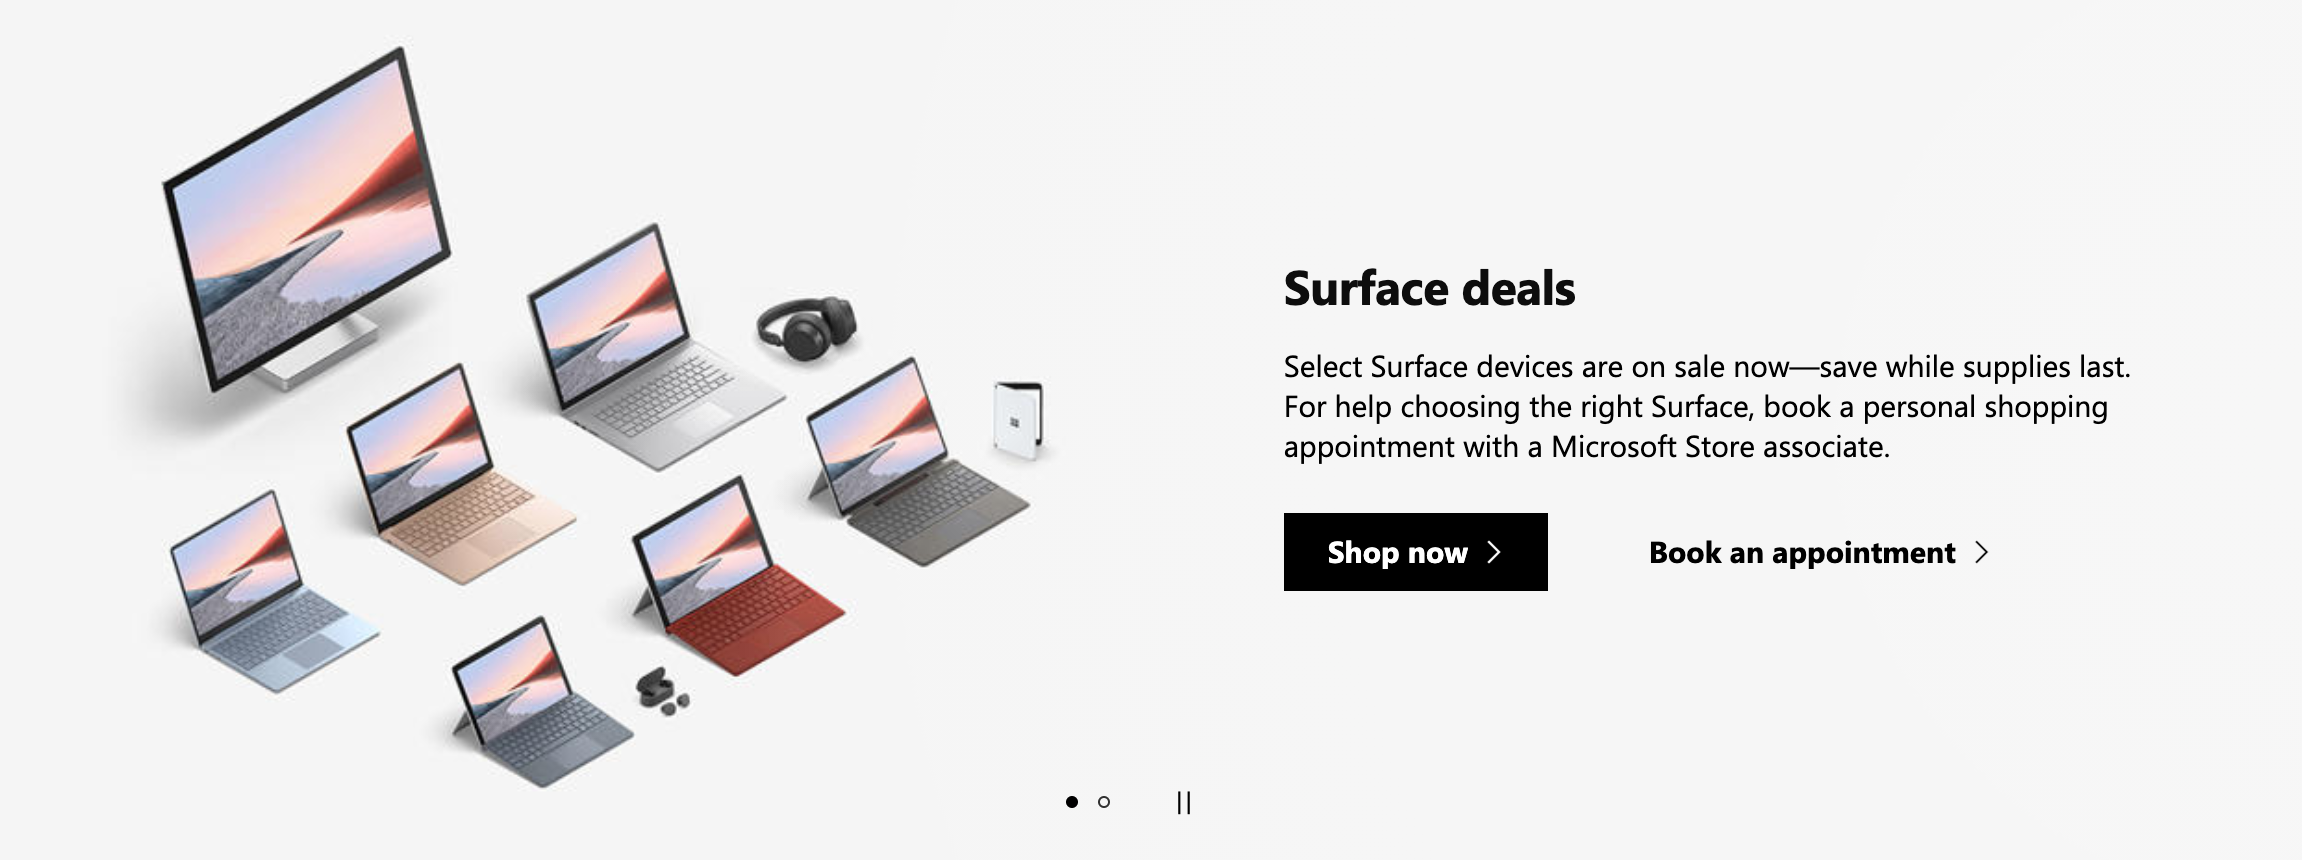 Surface deals
Select Surface devices are on sale now—save while supplies last.
For help choosing the right Surface, book a personal shopping
appointment with a Microsoft Store associate.
Shop now
Book an appointment